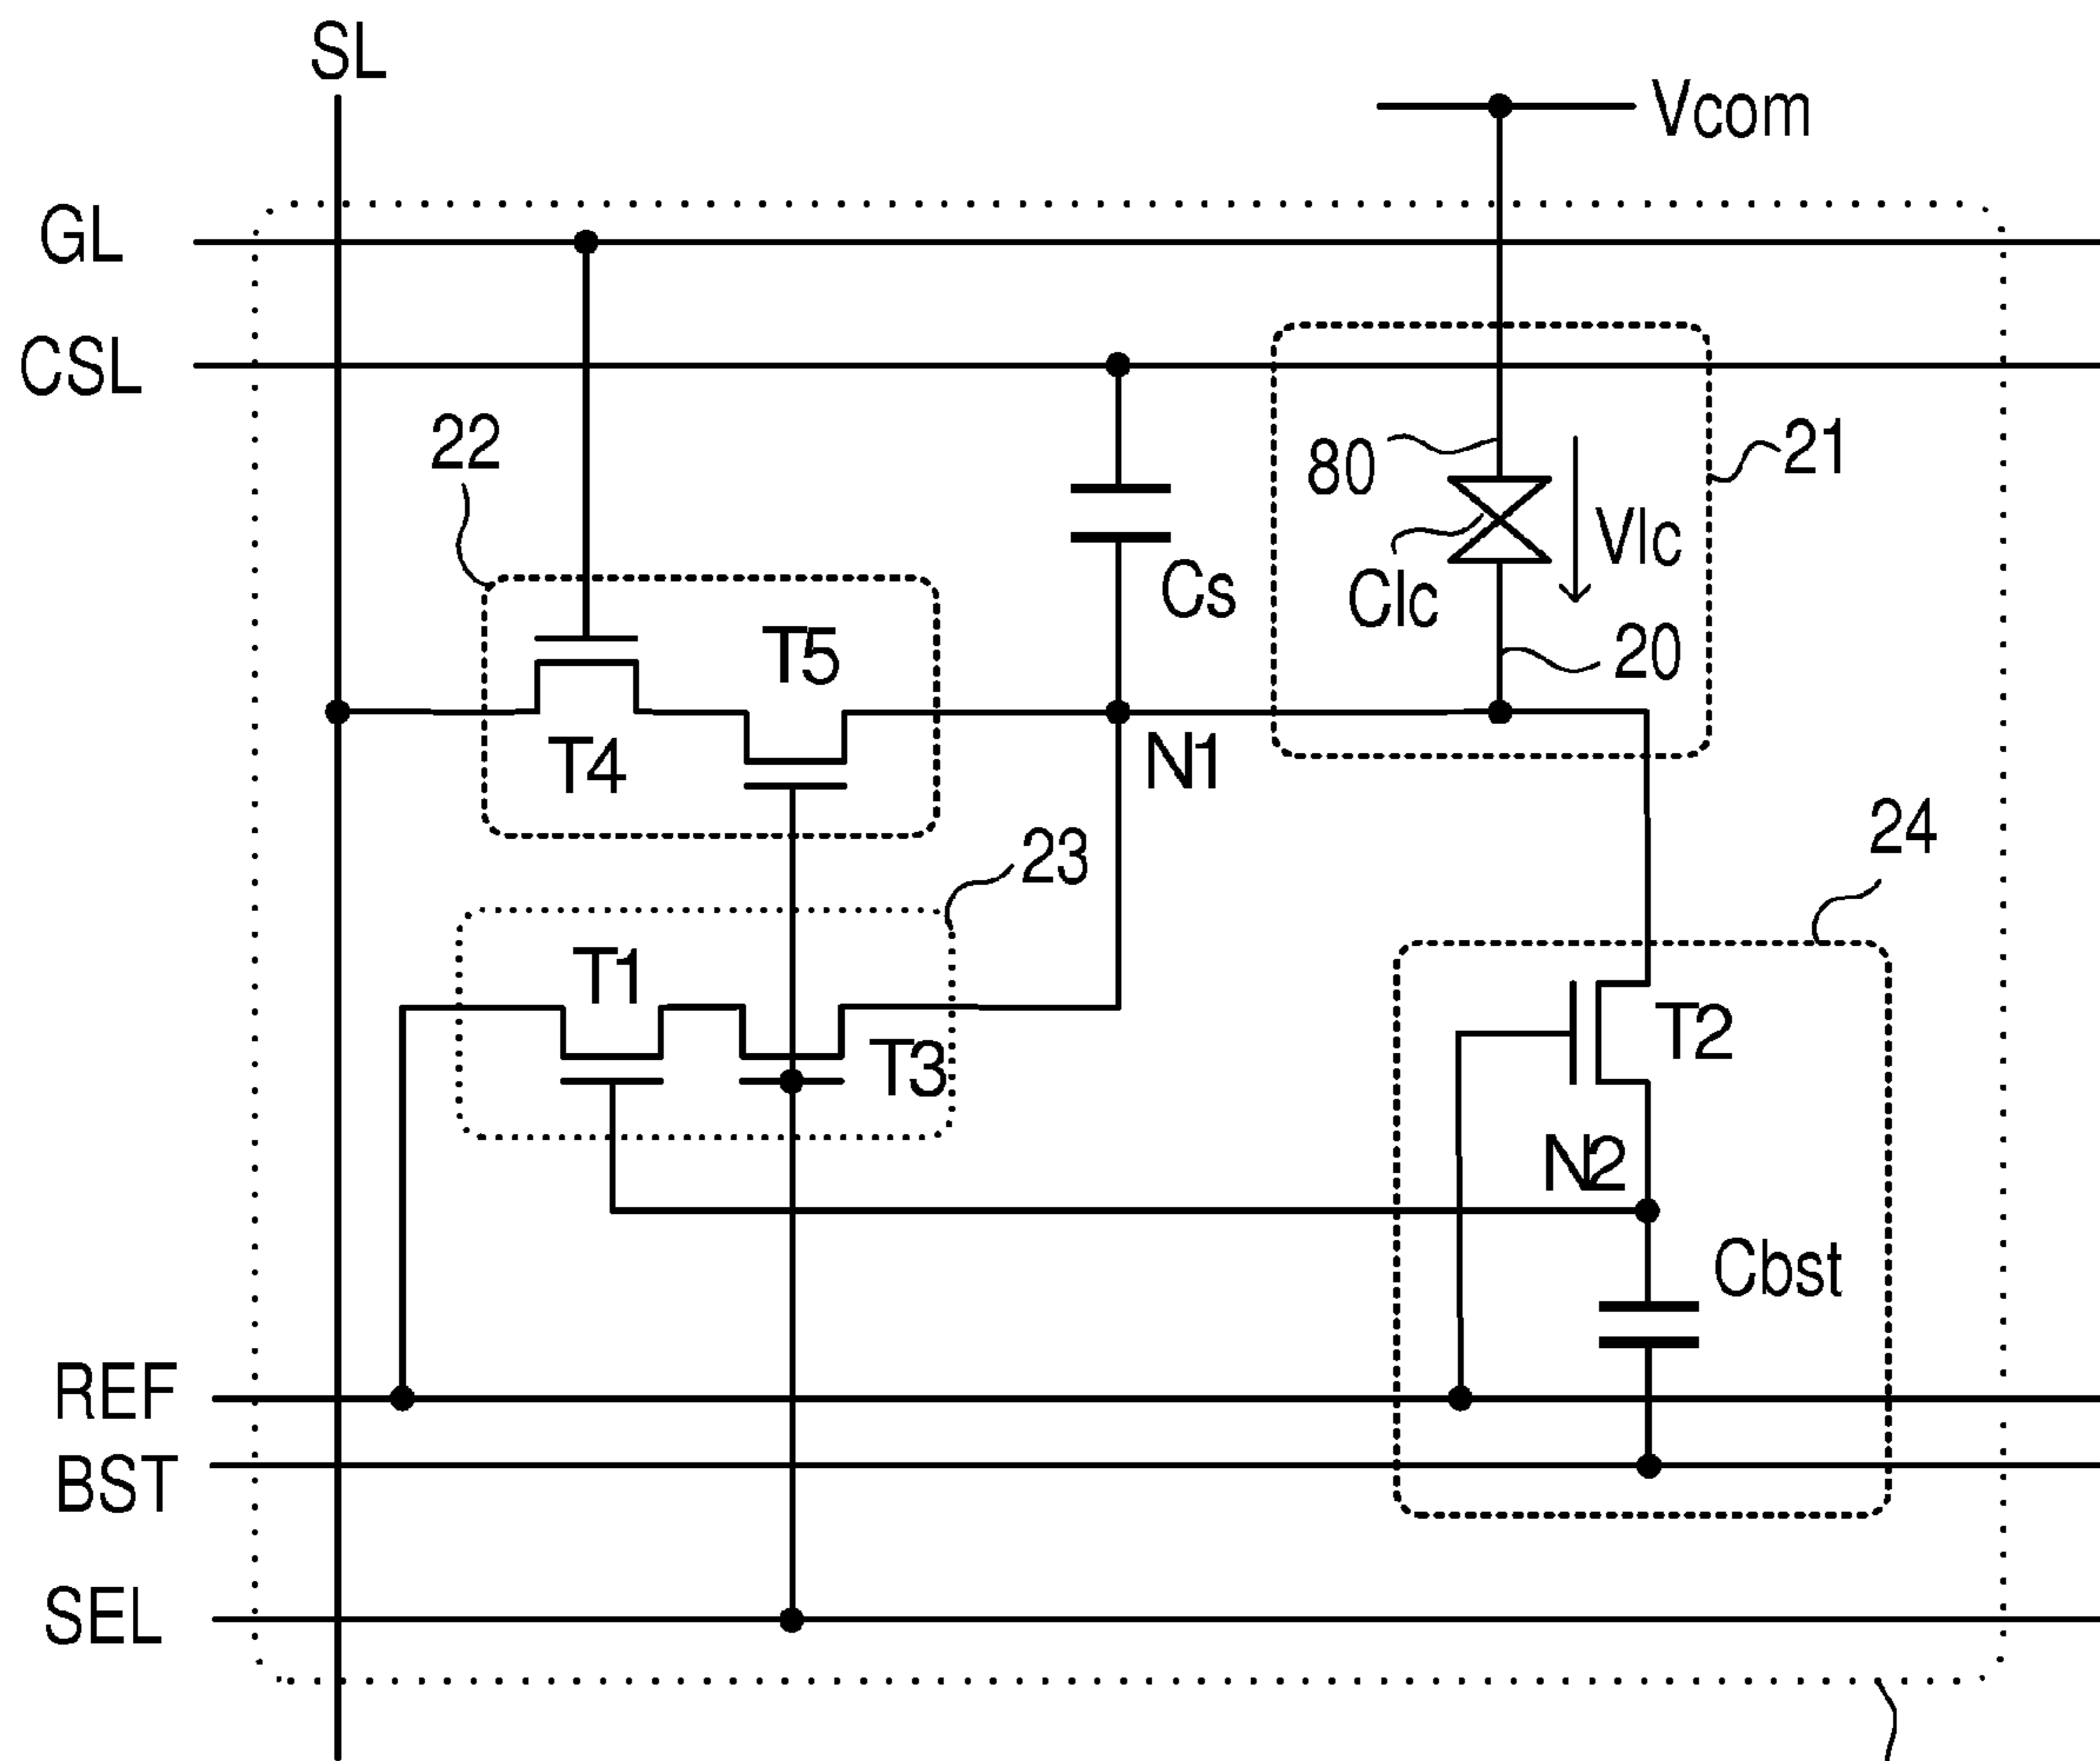 SL
Vcom
GL
CSL
22
80
21
Vlc
Cs
Clc
T5
20
T4
N1
24
23
T1
T2
T3
N2
Cbst
REF
BST
SEL